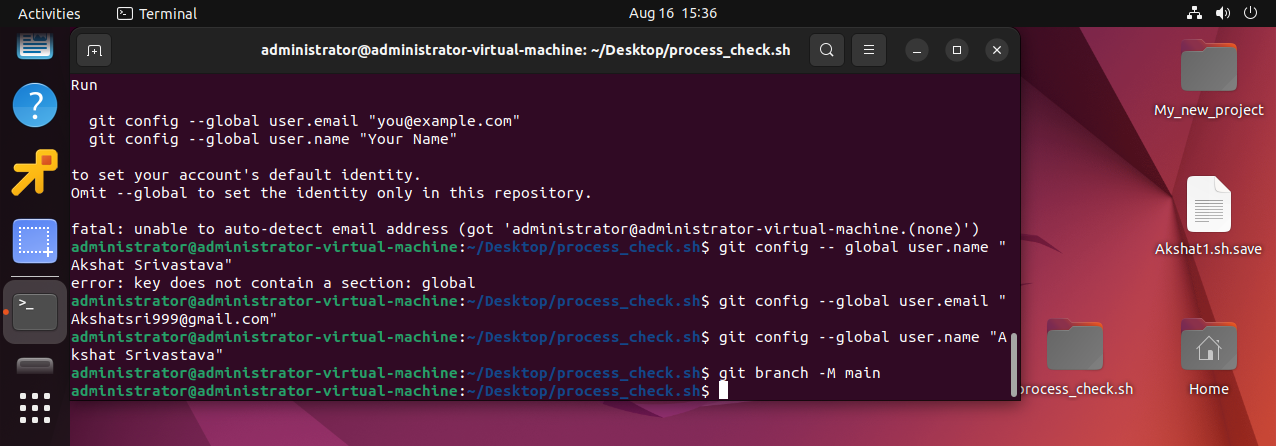 Activities
Terminal
Aug 16 15:36
administrator@administrator-virtual-machine: ~/Desktop/process_check.sh
Run
git config --global user.email "you@example.com"
git config --global user.name "Your Name"
to set your account's default identity.
Omit --global to set the identity only in this repository.
fatal: unable to auto-detect email address (got 'administrator@administrator-virtual-machine.(none)')
administrator@administrator-virtual-machine:~/Desktop/process_check.sh$ git config -- global user.name "
Akshat Srivastava"
error: key does not contain a section: global
administrator@administrator-virtual-machine:~/Desktop/process_check.sh$ git config --global user.email "
Akshatsri999@gmail.com"
administrator@administrator-virtual-machine:~/Desktop/process_check.sh$ git config --global user.name "A
kshat Srivastava"
administrator@administrator-virtual-machine:~/Desktop/process_check.sh$ git branch -M main
administrator@administrator-virtual-machine:~/Desktop/process_check.sh$
My_new_project
Akshat1.sh.save
process_check.sh
Home